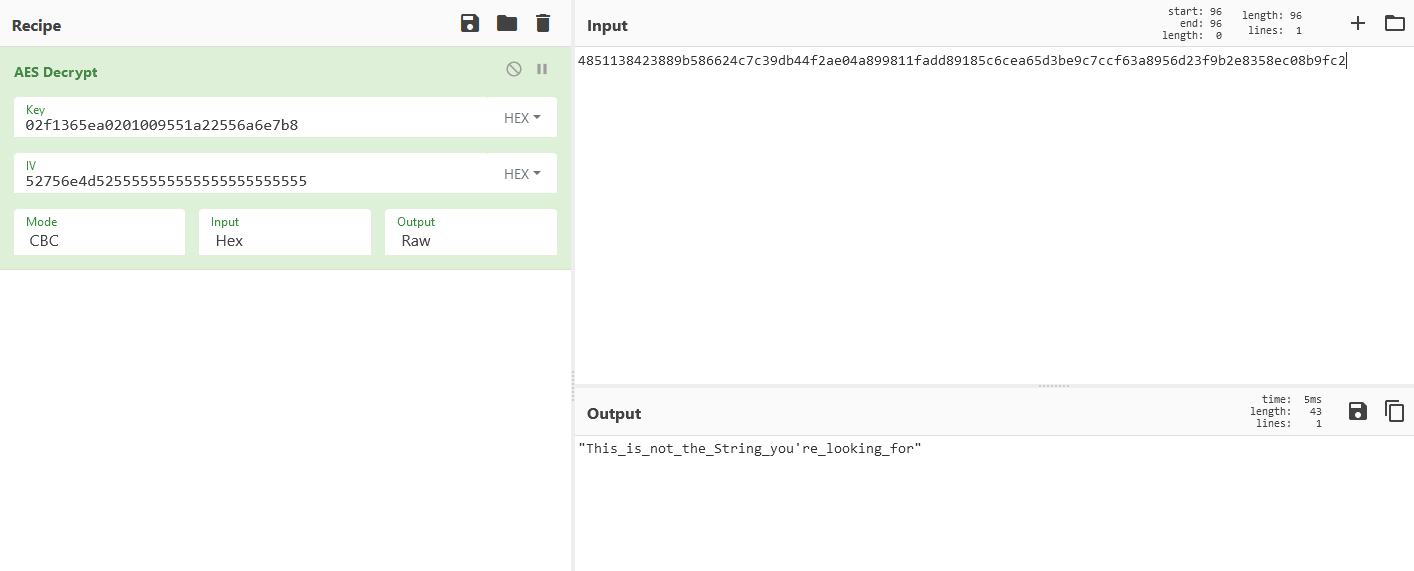 Recipe
AES Decrypt
Key
02f1365ea0201009551a22556a6e7b8
HEX
IV
52756e4d5255555555555555555555
HEX
Mode
CBC
Input
Hex
Output
Raw
Input
start: 96
end: 96
length: 0
length: 96
lines: 1
4851138423889b586624c7c39db44f2ae04a899811fadd89185c6cea65d3be9c7ccf63a8956d23f9b2e8358ec08b9fc2
Output
time: 5ms
length: 43
lines: 1
"This_is_not_the_String_you're_looking_for"